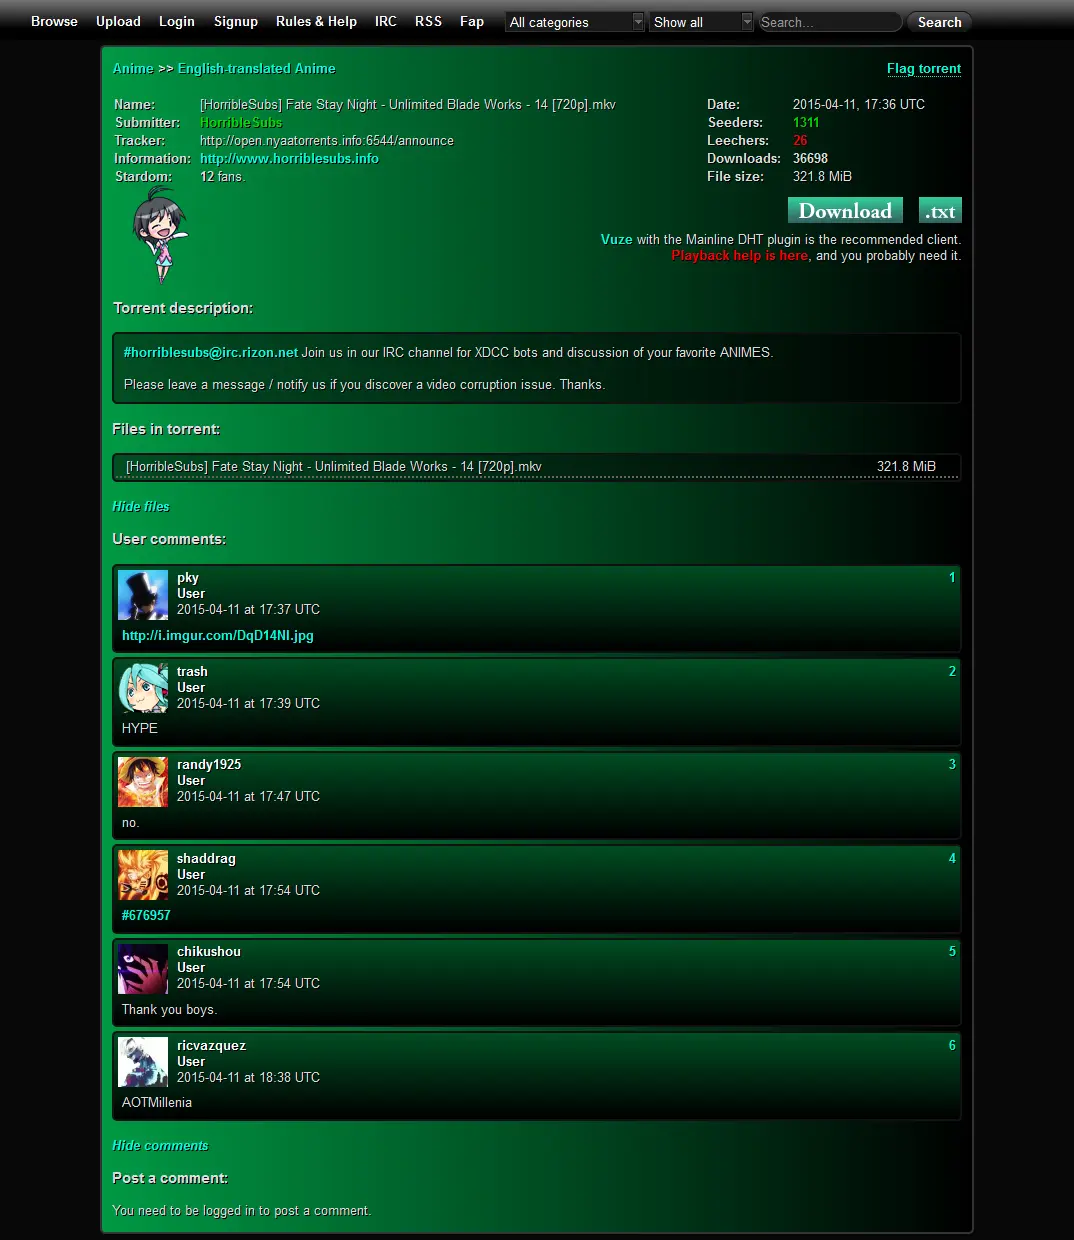 Browse Upload Login Signup Rules & Help IRC RSS Fap All categories Show all Search... Search
Anime >> English-translated Anime Flag torrent
Name: [HorribleSubs] Fate Stay Night - Unlimited Blade Works - 14 [720p].mkv Date: 2015-04-11, 17:36 UTC
Submitter: HorribleSubs Seeders: 1311
Tracker: http://open.nyaatorrents.info:6544/announce Leechers: 26
Information: http://www.horriblesubs.info Downloads: 36698
Stardom: 12 fans. File size: 321.8 MiB
Download .txt
Vuze with the Mainline DHT plugin is the recommended client.
Playback help is here, and you probably need it.
Torrent description:
#horriblesubs@irc.rizon.net Join us in our IRC channel for XDCC bots and discussion of your favorite ANIMES.
Please leave a message / notify us if you discover a video corruption issue. Thanks.
Files in torrent:
[HorribleSubs] Fate Stay Night - Unlimited Blade Works - 14 [720p].mkv 321.8 MiB
Hide files
User comments:
pky 1
User
2015-04-11 at 17:37 UTC
http://i.imgur.com/DqD14NI.jpg
trash 2
User
2015-04-11 at 17:39 UTC
HYPE
randy1925 3
User
2015-04-11 at 17:47 UTC
no.
shaddrag 4
User
2015-04-11 at 17:54 UTC
#676957
chikushou 5
User
2015-04-11 at 17:54 UTC
Thank you boys.
ricvazquez 6
User
2015-04-11 at 18:38 UTC
AOTMillenia
Hide comments
Post a comment:
You need to be logged in to post a comment.